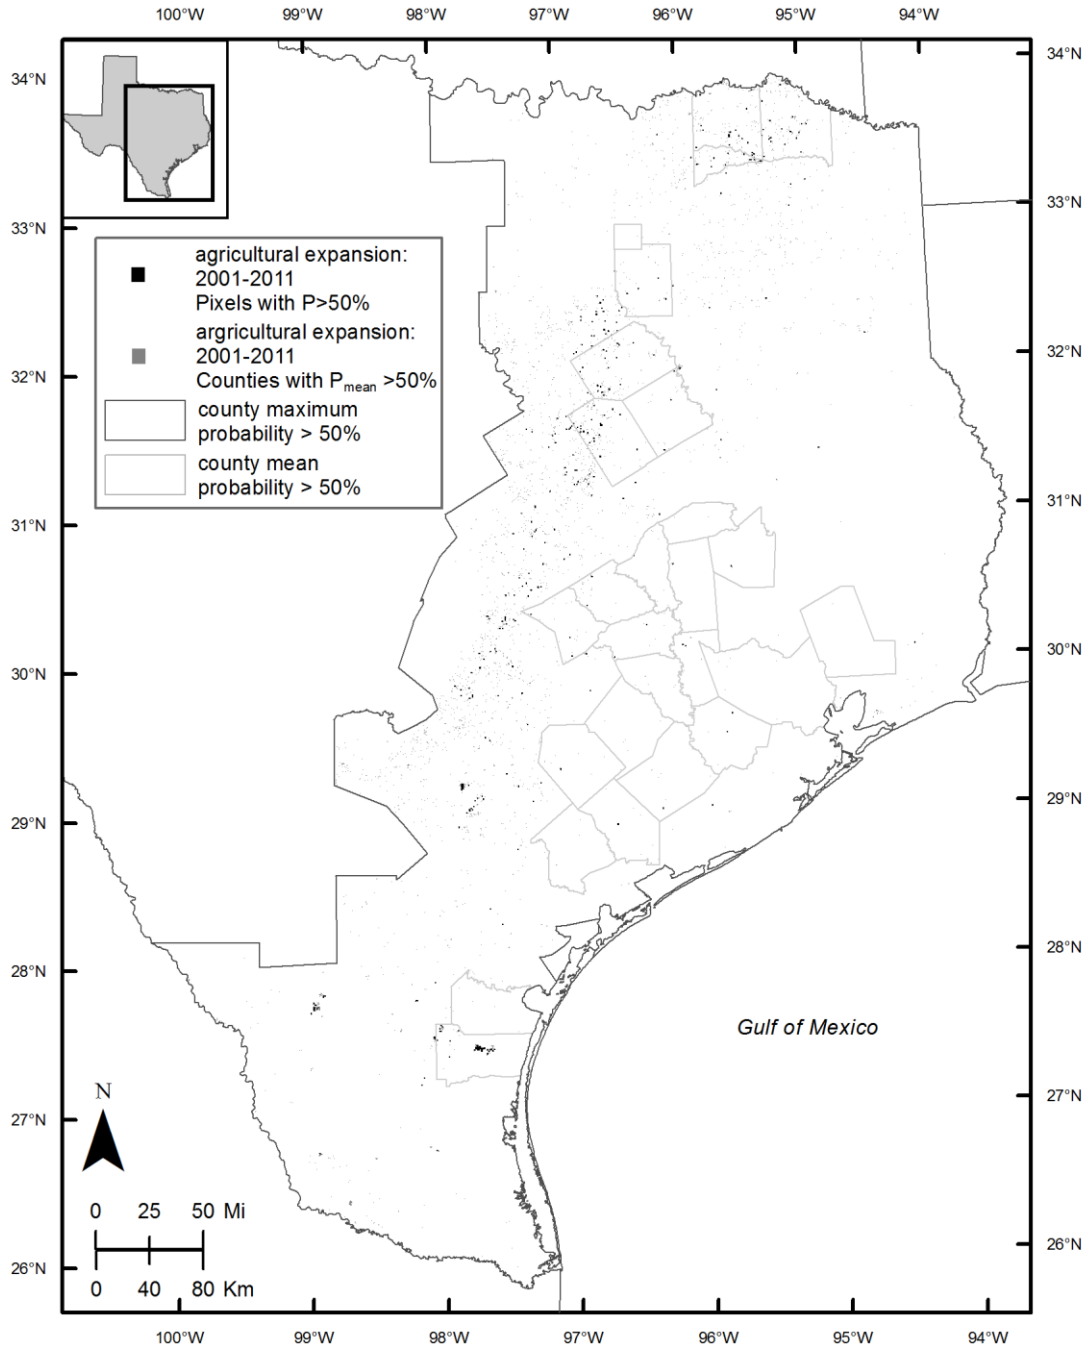 100°W 99°W 98°W 97°W 96°W 95°W 94°W
34°N
34°N
33°N
33°N
agricultural expansion:
2001-2011
Pixels with P>50%
argricultural expansion:
2001-2011
Counties with Pmean >50%
county maximum
probability > 50%
county mean
probability > 50%
32°N
32°N
31°N
31°N
30°N
30°N
29°N
29°N
28°N
28°N
Gulf of Mexico
27°N
27°N
N
0 25 50 Mi
0 40 80 Km
26°N
26°N
100°W 99°W 98°W 97°W 96°W 95°W 94°W